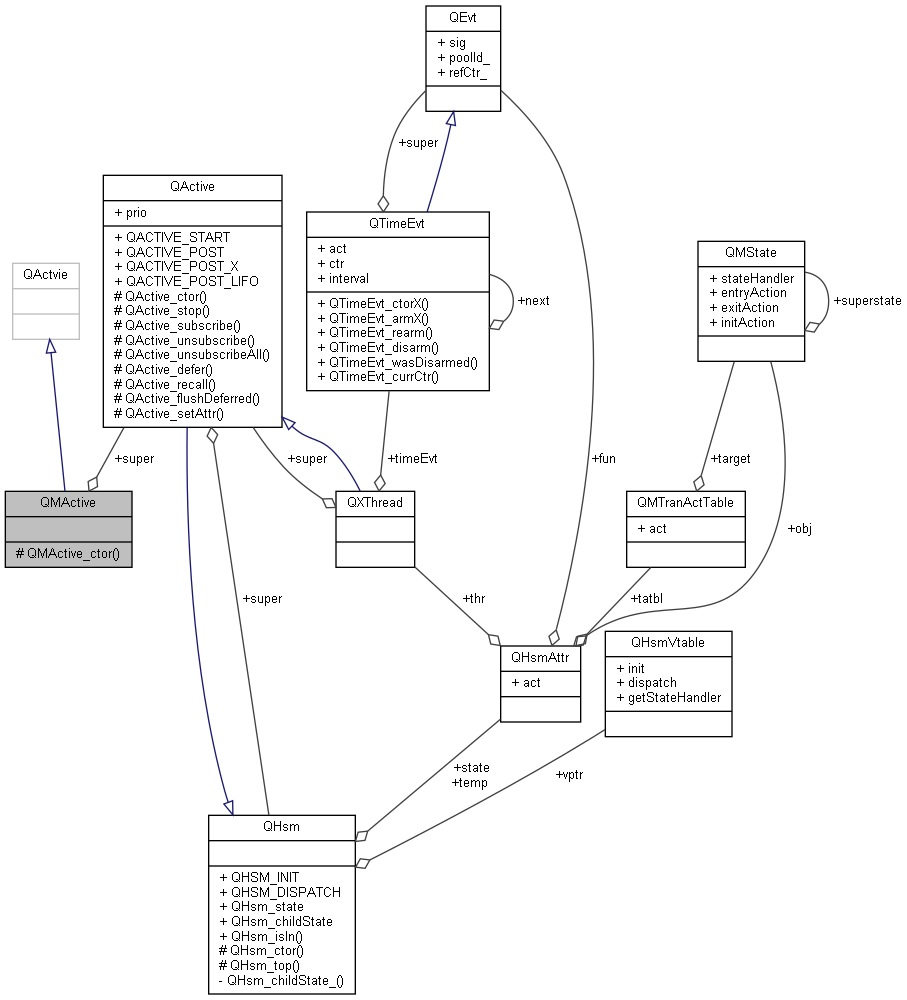 QEvt
+ sig
+ poolId_
+ refCtr_
+super
QActive
+ prio
+ QACTIVE_START
+ QACTIVE_POST
+ QACTIVE_POST_X
+ QACTIVE_POST_LIFO
# QActive_ctor()
# QActive_stop()
# QActive_subscribe()
# QActive_unsubscribe()
# QActive_unsubscribeAll()
# QActive_defer()
# QActive_recall()
# QActive_flushDeferred()
# QActive_setAttr()
QTimeEvt
+ act
+ ctr
+ interval
+ QTimeEvt_ctorX()
+ QTimeEvt_armX()
+ QTimeEvt_rearm()
+ QTimeEvt_disarm()
+ QTimeEvt_wasDisarmed()
+ QTimeEvt_currCtr()
+next
QMState
+ stateHandler
+ entryAction
+ exitAction
+ initAction
+superstate
QActvie
+super
+super
+timeEvt
+fun
+target
QMActive
# QMActive_ctor()
QXThread
QMTranActTable
+ act
+obj
+super
+thr
+tatbl
QHsmAttr
+ act
QHsmVtable
+ init
+ dispatch
+ getStateHandler
+state
+temp
+vptr
QHsm
+ QHSM_INIT
+ QHSM_DISPATCH
+ QHsm_state
+ QHsm_childState
+ QHsm_isIn()
# QHsm_ctor()
# QHsm_top()
- QHsm_childState_()